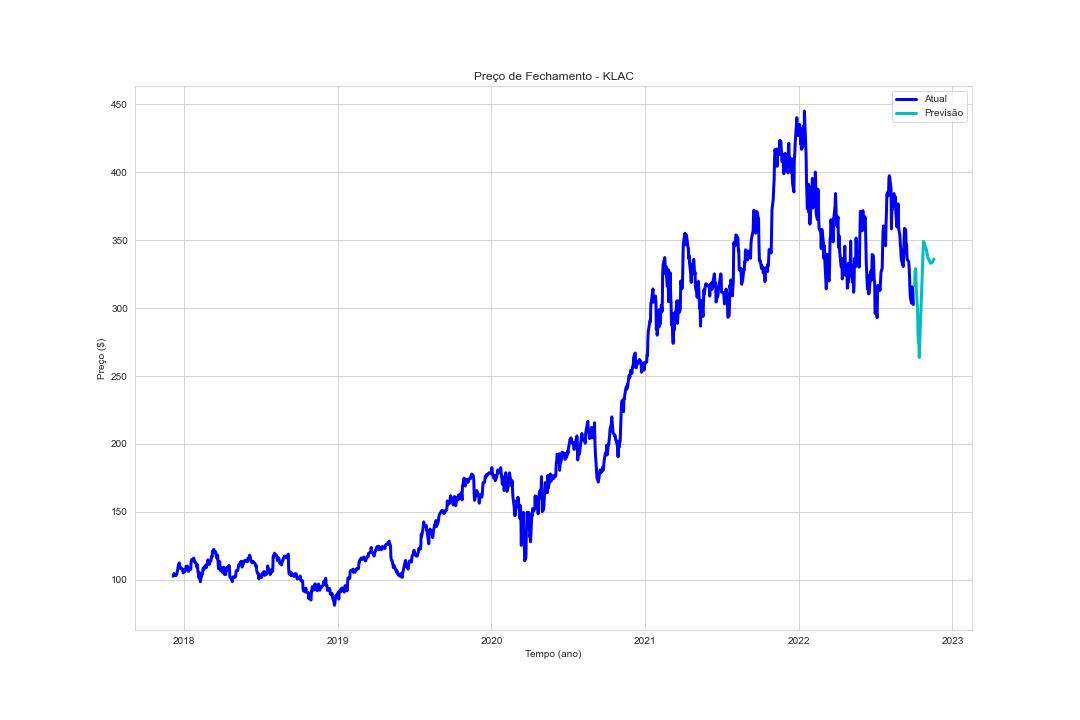 Preço de Fechamento - KLAC
Atual
Previsão
Preço ($)
450
400
350
300
250
200
150
100
2018
2019
2020
2021
2022
2023
Tempo (ano)